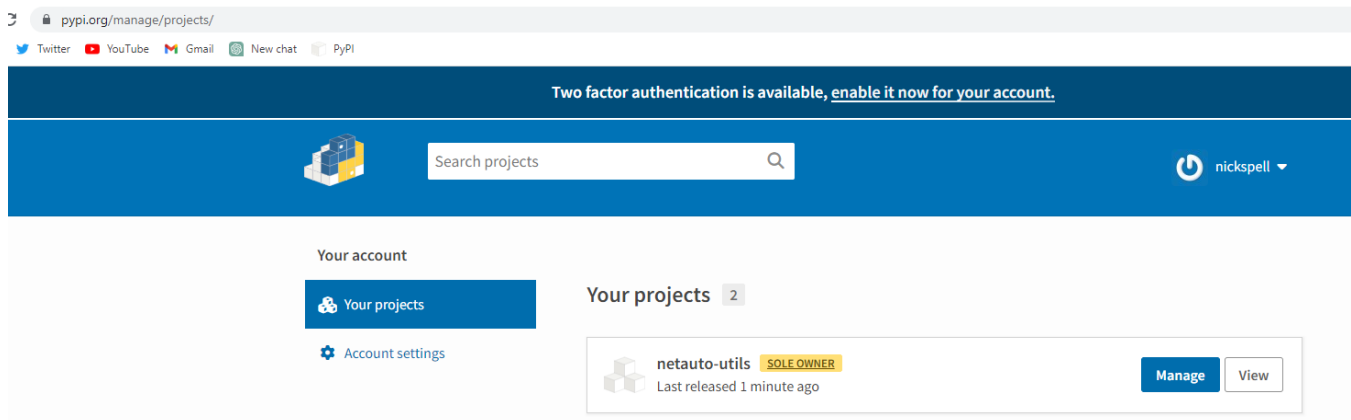 pypi.org/manage/projects/
Twitter YouTube Gmail New chat PyPI
Two factor authentication is available, enable it now for your account.
Search projects
nickspell
Your account
Your projects
Account settings
Your projects 2
netauto-utils SOLE OWNER
Last released 1 minute ago
Manage View